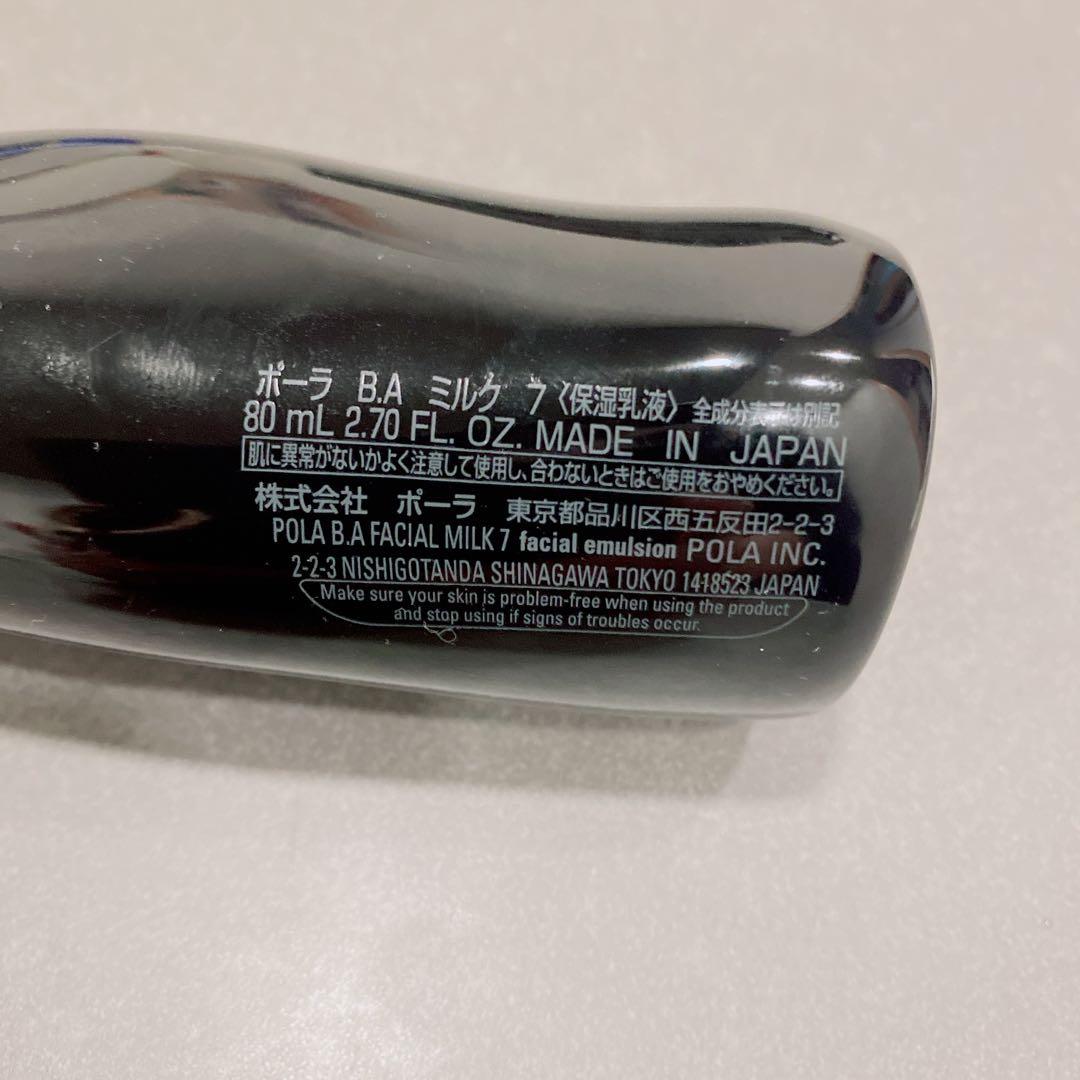 ポーラ B.A ミルク 7〈保湿乳液〉 全成分表示は別記
80 mL 2.70 FL. OZ. MADE IN JAPAN
肌に異常がないかよく注意して使用し、合わないときはご使用をおやめください。
株式会社 ポーラ 東京都品川区西五反田2-2-3
POLA B.A FACIAL MILK 7 facial emulsion POLA INC.
2-2-3 NISHIGOTANDA SHINAGAWA TOKYO 1418523 JAPAN
Make sure your skin is problem-free when using the product
and stop using if signs of troubles occur.